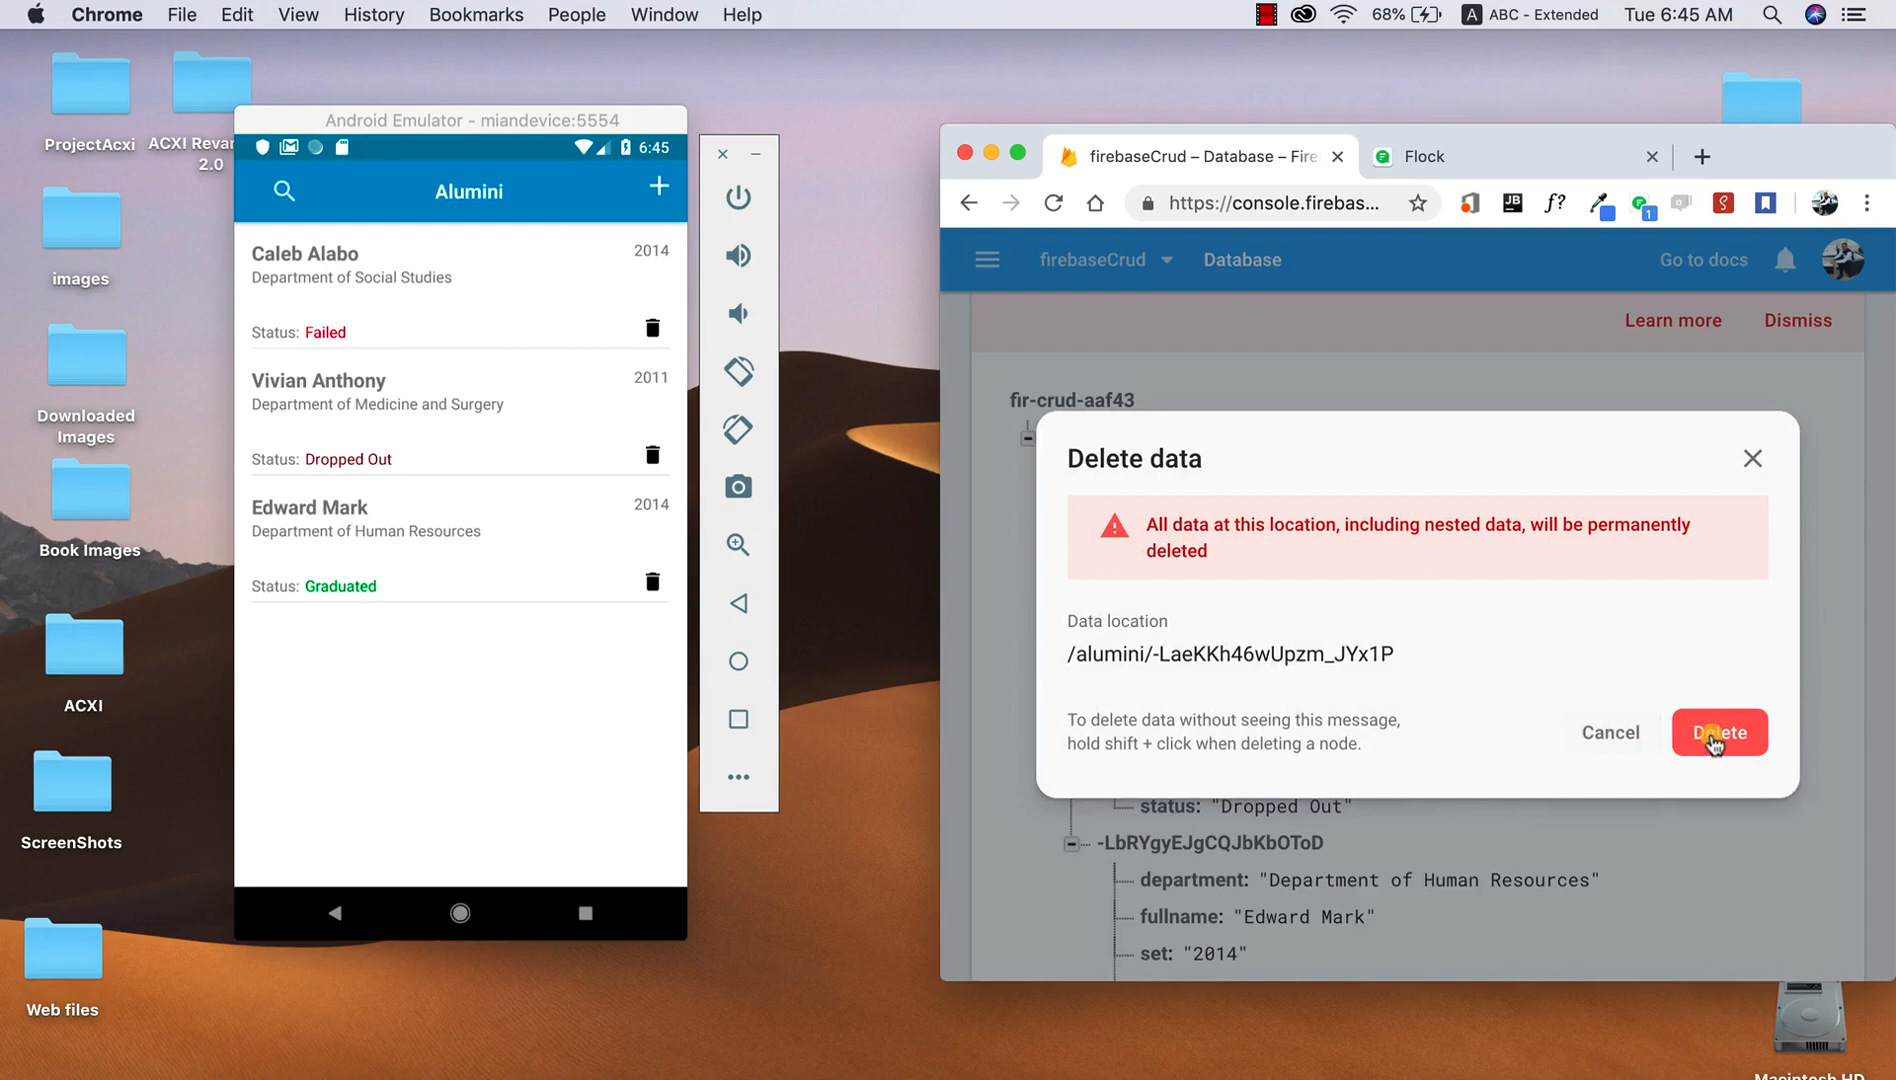 Chrome File Edit View History Bookmarks People Window Help 68% A ABC - Extended Tue 6:45 AM
ProjectAcxi
ACXI Revam
2.0
images
Downloaded
Images
Book Images
ACXI
ScreenShots
Web files
Android Emulator - miandevice:5554
6:45
Alumini
Caleb Alabo 2014
Department of Social Studies
Status: Failed
Vivian Anthony 2011
Department of Medicine and Surgery
Status: Dropped Out
Edward Mark 2014
Department of Human Resources
Status: Graduated
firebaseCrud – Database – Fire
Flock
https://console.firebas... JB f? 1
firebaseCrud Database Go to docs
Learn more Dismiss
fir-crud-aaf43
Delete data
All data at this location, including nested data, will be permanently
deleted
Data location
/alumini/-LaeKKh46wUpzm_JYx1P
To delete data without seeing this message,
hold shift + click when deleting a node.
Cancel Delete
status: "Dropped Out"
-LbRYgyEJgCQJbKbOToD
department: "Department of Human Resources"
fullname: "Edward Mark"
set: "2014"
Macintosh HD